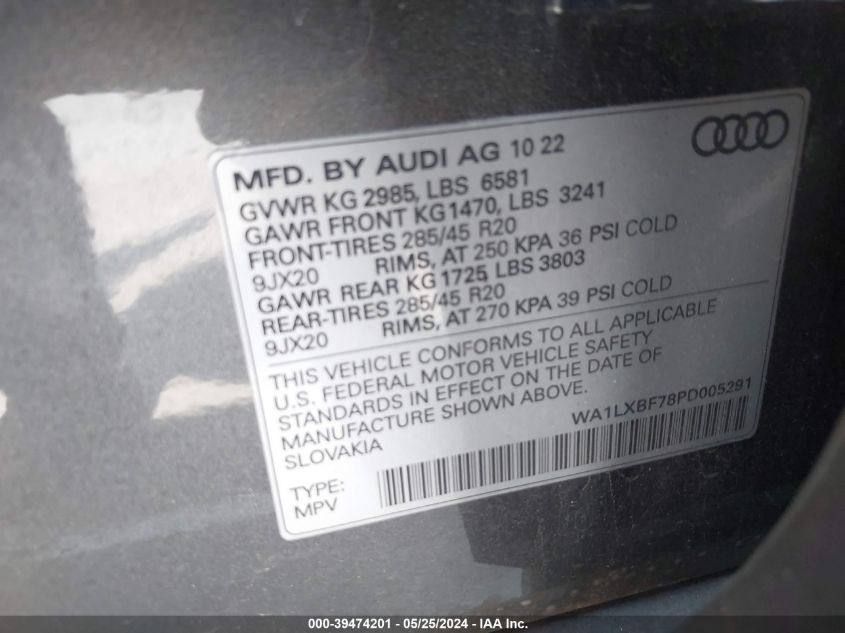 MFD. BY AUDI AG 10 22
GVWR KG 2985, LBS 6581
GAWR FRONT KG1470, LBS 3241
FRONT-TIRES 285/45 R20
9JX20 RIMS, AT 250 KPA 36 PSI COLD
GAWR REAR KG 1725, LBS 3803
REAR-TIRES 285/45 R20
9JX20 RIMS, AT 270 KPA 39 PSI COLD
THIS VEHICLE CONFORMS TO ALL APPLICABLE
U.S. FEDERAL MOTOR VEHICLE SAFETY
STANDARDS IN EFFECT ON THE DATE OF
MANUFACTURE SHOWN ABOVE.
SLOVAKIA
WA1LXBF78PD005291
TYPE:
MPV
000-39474201 - 05/25/2024 - IAA Inc.